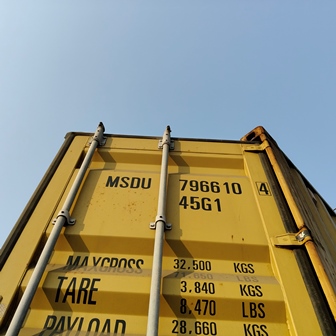 MSDU 796610 4
45G1
MAXGROSS 32.500 KGS
LBS
TARE 3.840 KGS
8.470 LBS
PAYLOAD 28.660 KGS